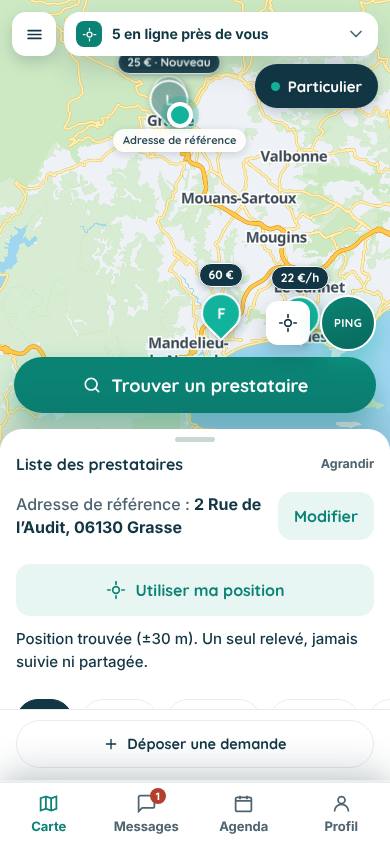 5 en ligne près de vous
25 € · Nouveau
Particulier
Adresse de référence
Valbonne
Mouans-Sartoux
Mougins
60 €
22 €/h
F
PING
Mandelieu-
Trouver un prestataire
Liste des prestataires
Agrandir
Adresse de référence : 2 Rue de
l'Audit, 06130 Grasse
Modifier
Utiliser ma position
Position trouvée (±30 m). Un seul relevé, jamais
suivie ni partagée.
Déposer une demande
1
Carte
Messages
Agenda
Profil